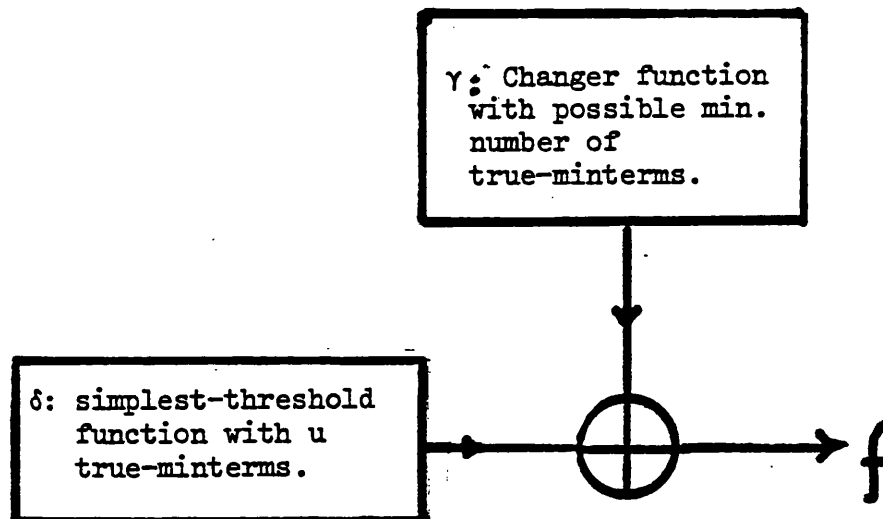 γ: Changer function
with possible min.
number of
true-minterms.
δ: simplest-threshold
function with u
true-minterms.
f